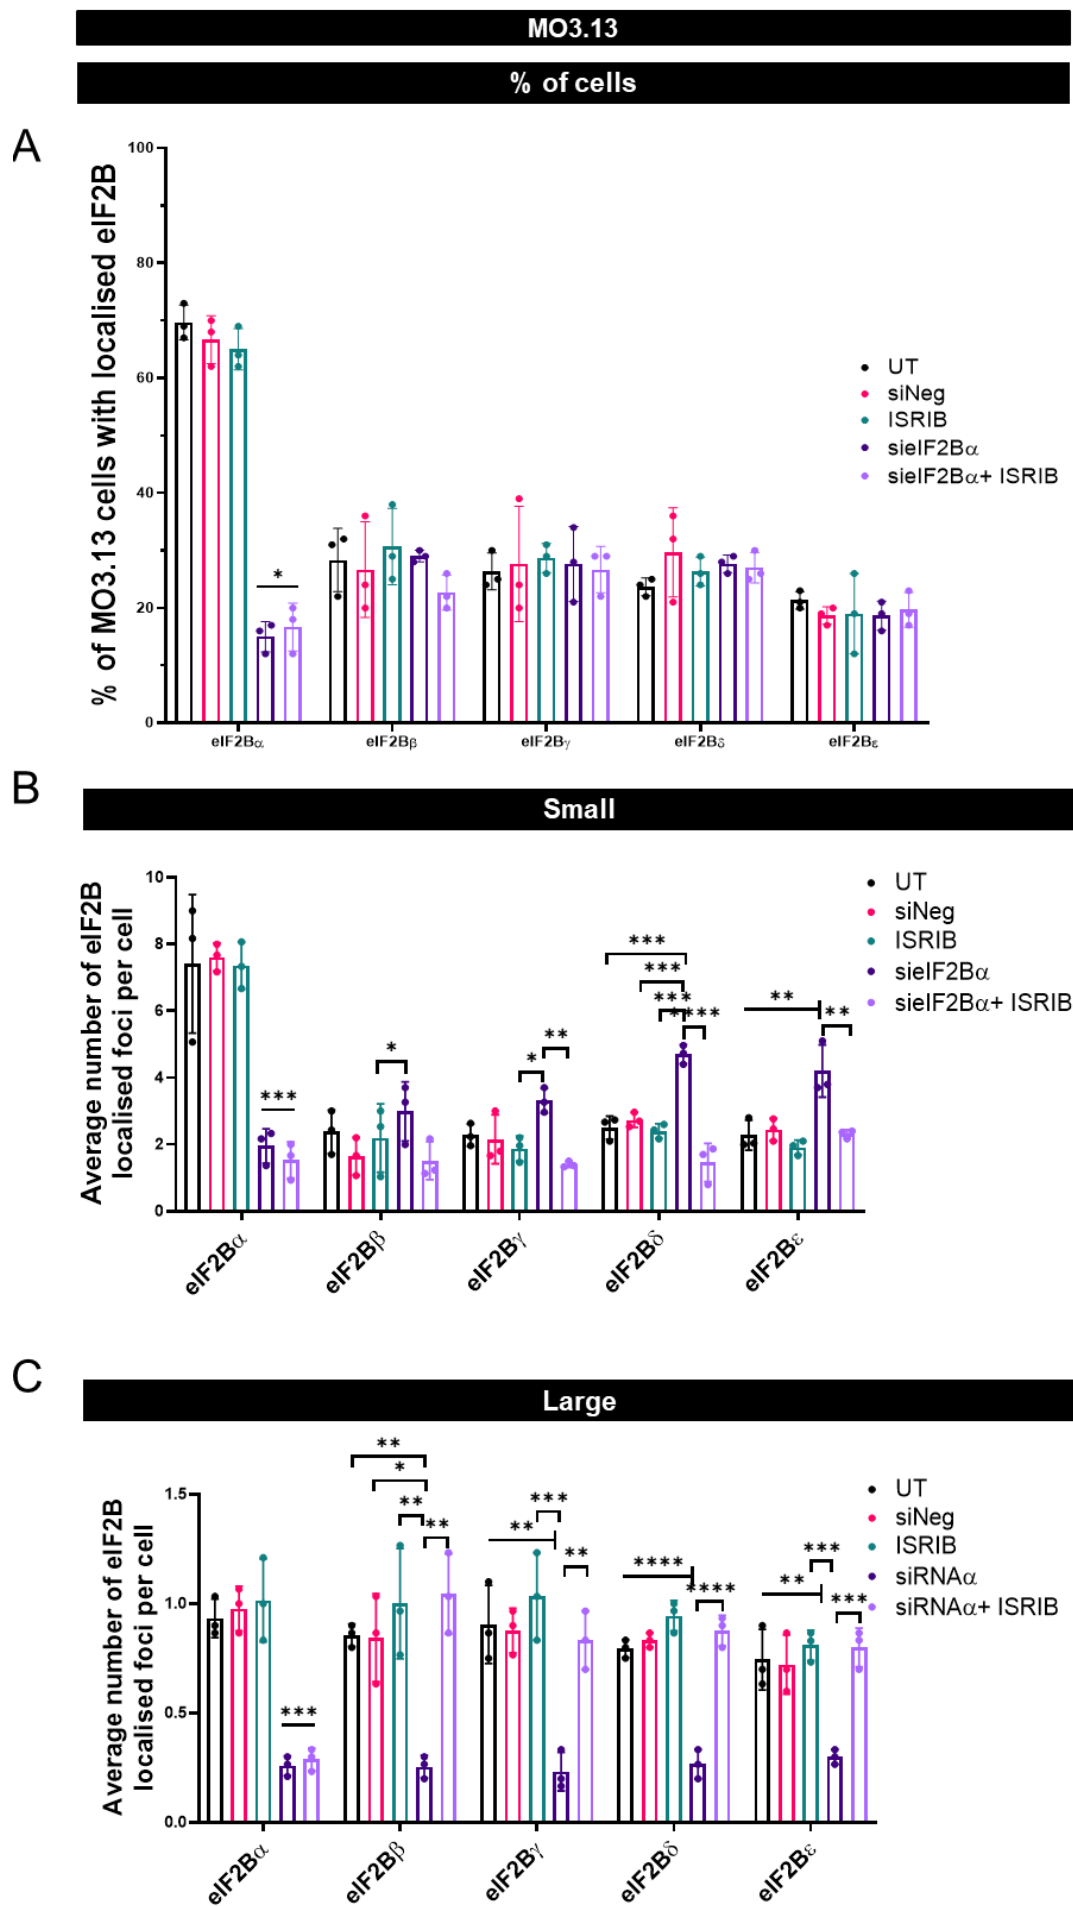 MO3.13
% of cells
A
% of MO3.13 cells with localised eIF2B
100
80
60
40
20
0
*
eIF2Bα
eIF2Bβ
eIF2Bγ
eIF2Bδ
eIF2Bε
UT
siNeg
ISRIB
sieIF2Bα
sieIF2Bα+ ISRIB
B
Small
Average number of eIF2B
localised foci per cell
10
8
6
4
2
0
***
*
*
**
***
***
***
****
**
**
eIF2Bα
eIF2Bβ
eIF2Bγ
eIF2Bδ
eIF2Bε
UT
siNeg
ISRIB
sieIF2Bα
sieIF2Bα+ ISRIB
C
Large
Average number of eIF2B
localised foci per cell
1.5
1.0
0.5
0.0
***
**
*
**
**
**
***
**
****
****
**
***
***
eIF2Bα
eIF2Bβ
eIF2Bγ
eIF2Bδ
eIF2Bε
UT
siNeg
ISRIB
siRNAα
siRNAα+ ISRIB